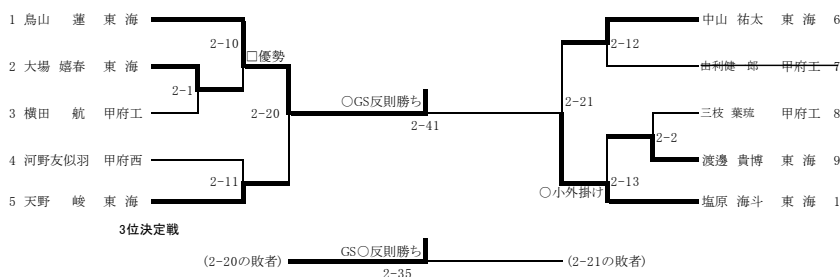 1 鳥山 蓮 東 海
中山 祐太 東 海 6
2-10
□優勢
2-12
2 大場 嬉春 東 海
由利健一郎 甲府工 7
2-1
2-20
○GS反則勝ち
2-21
3 横田 航 甲府工
三枝 葉琉 甲府工 8
2-41
2-2
4 河野友似羽 甲府西
渡邊 貴博 東 海 9
2-11
2-13
○小外掛け
5 天野 峻 東 海
塩原 海斗 東 海 1
3位決定戦
GS○反則勝ち
(2-20の敗者)
(2-21の敗者)
2-35